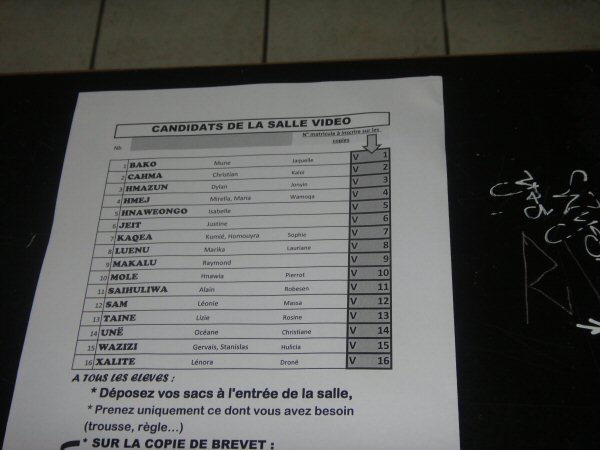 CANDIDATS DE LA SALLE VIDEO
Nb N° matricule à inscrire sur les copies
1 BAKO Mune Jaquelle V 1
2 CAHMA Christian Kaloi V 2
3 HMAZUN Dylan Jonyin V 3
4 HMEJ Mirella, Maria Wamoqa V 4
5 HNAWEONGO Isabelle V 5
6 JEIT Justine V 6
7 KAQEA Kumië, Homouyra Sophie V 7
8 LUENU Marika Lauriane V 8
9 MAKALU Raymond V 9
10 MOLE Hnawia Pierrot V 10
11 SAIHULIWA Alain Robesen V 11
12 SAM Léonie Massa V 12
13 TAINE Lizie Rosine V 13
14 UNË Océane Christiane V 14
15 WAZIZI Gervais, Stanislas Hulicia V 15
16 XALITE Lénora Dronë V 16
A TOUS LES ELEVES :
* Déposez vos sacs à l'entrée de la salle,
* Prenez uniquement ce dont vous avez besoin
(trousse, règle...)
* SUR LA COPIE DE BREVET :